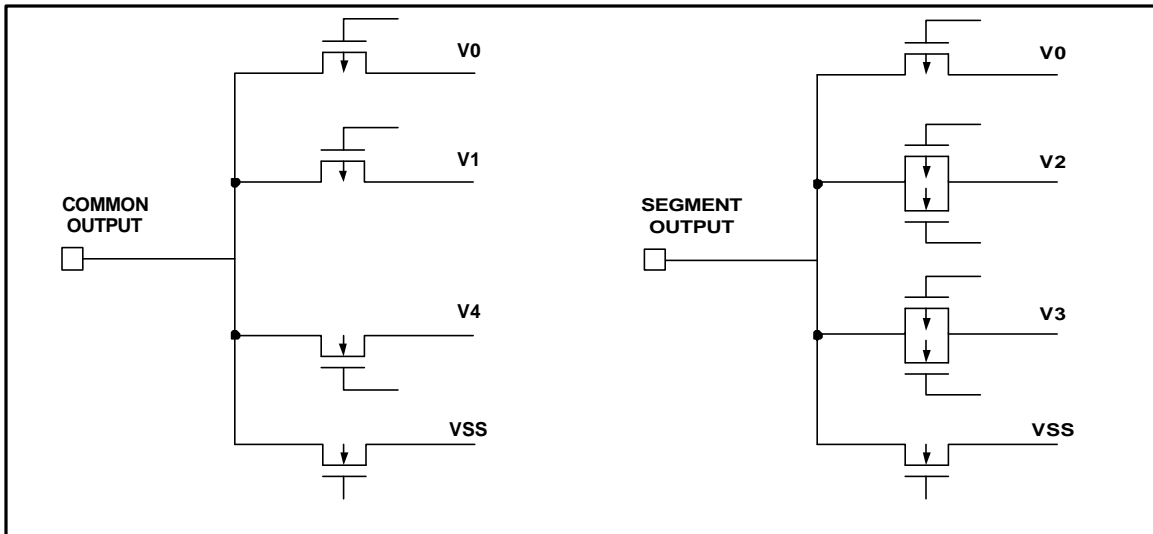 V0
V1
COMMON
OUTPUT
V4
VSS
V0
V2
SEGMENT
OUTPUT
V3
VSS